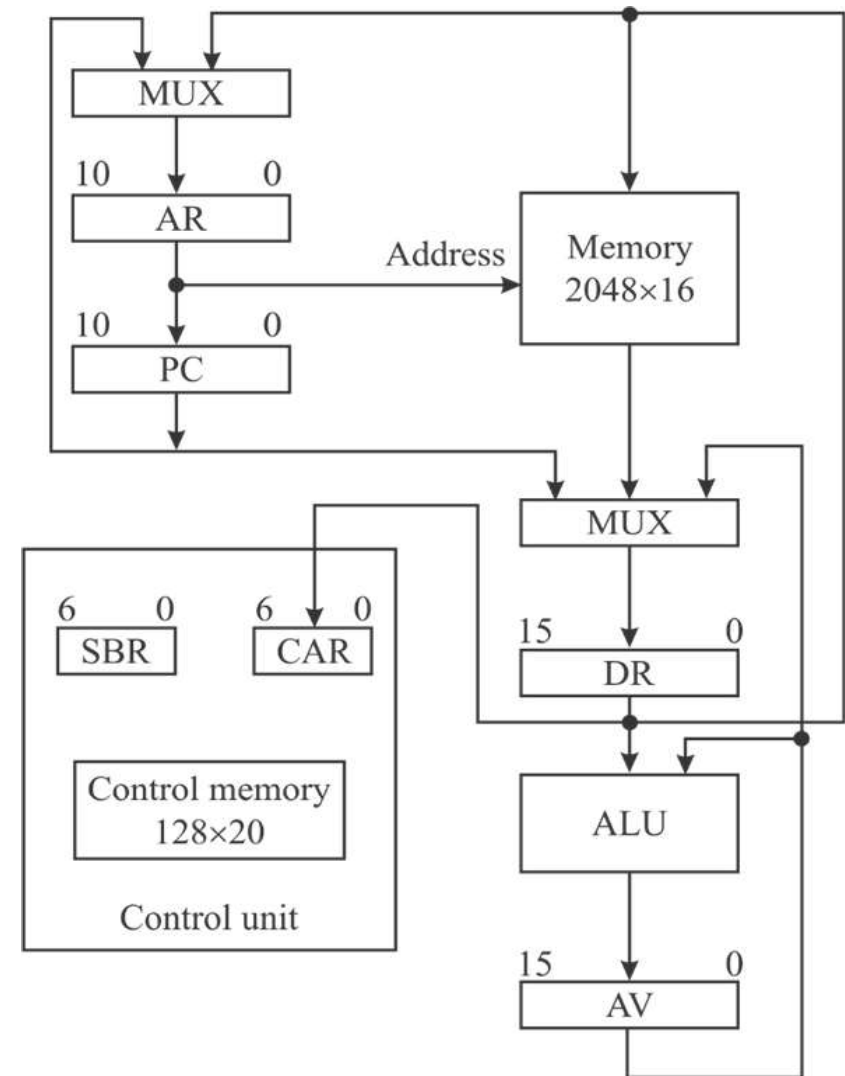 MUX
10 0
AR
Address
Memory
2048×16
10 0
PC
MUX
6 0
SBR
6 0
CAR
15 0
DR
Control memory
128×20
Control unit
ALU
15 0
AV